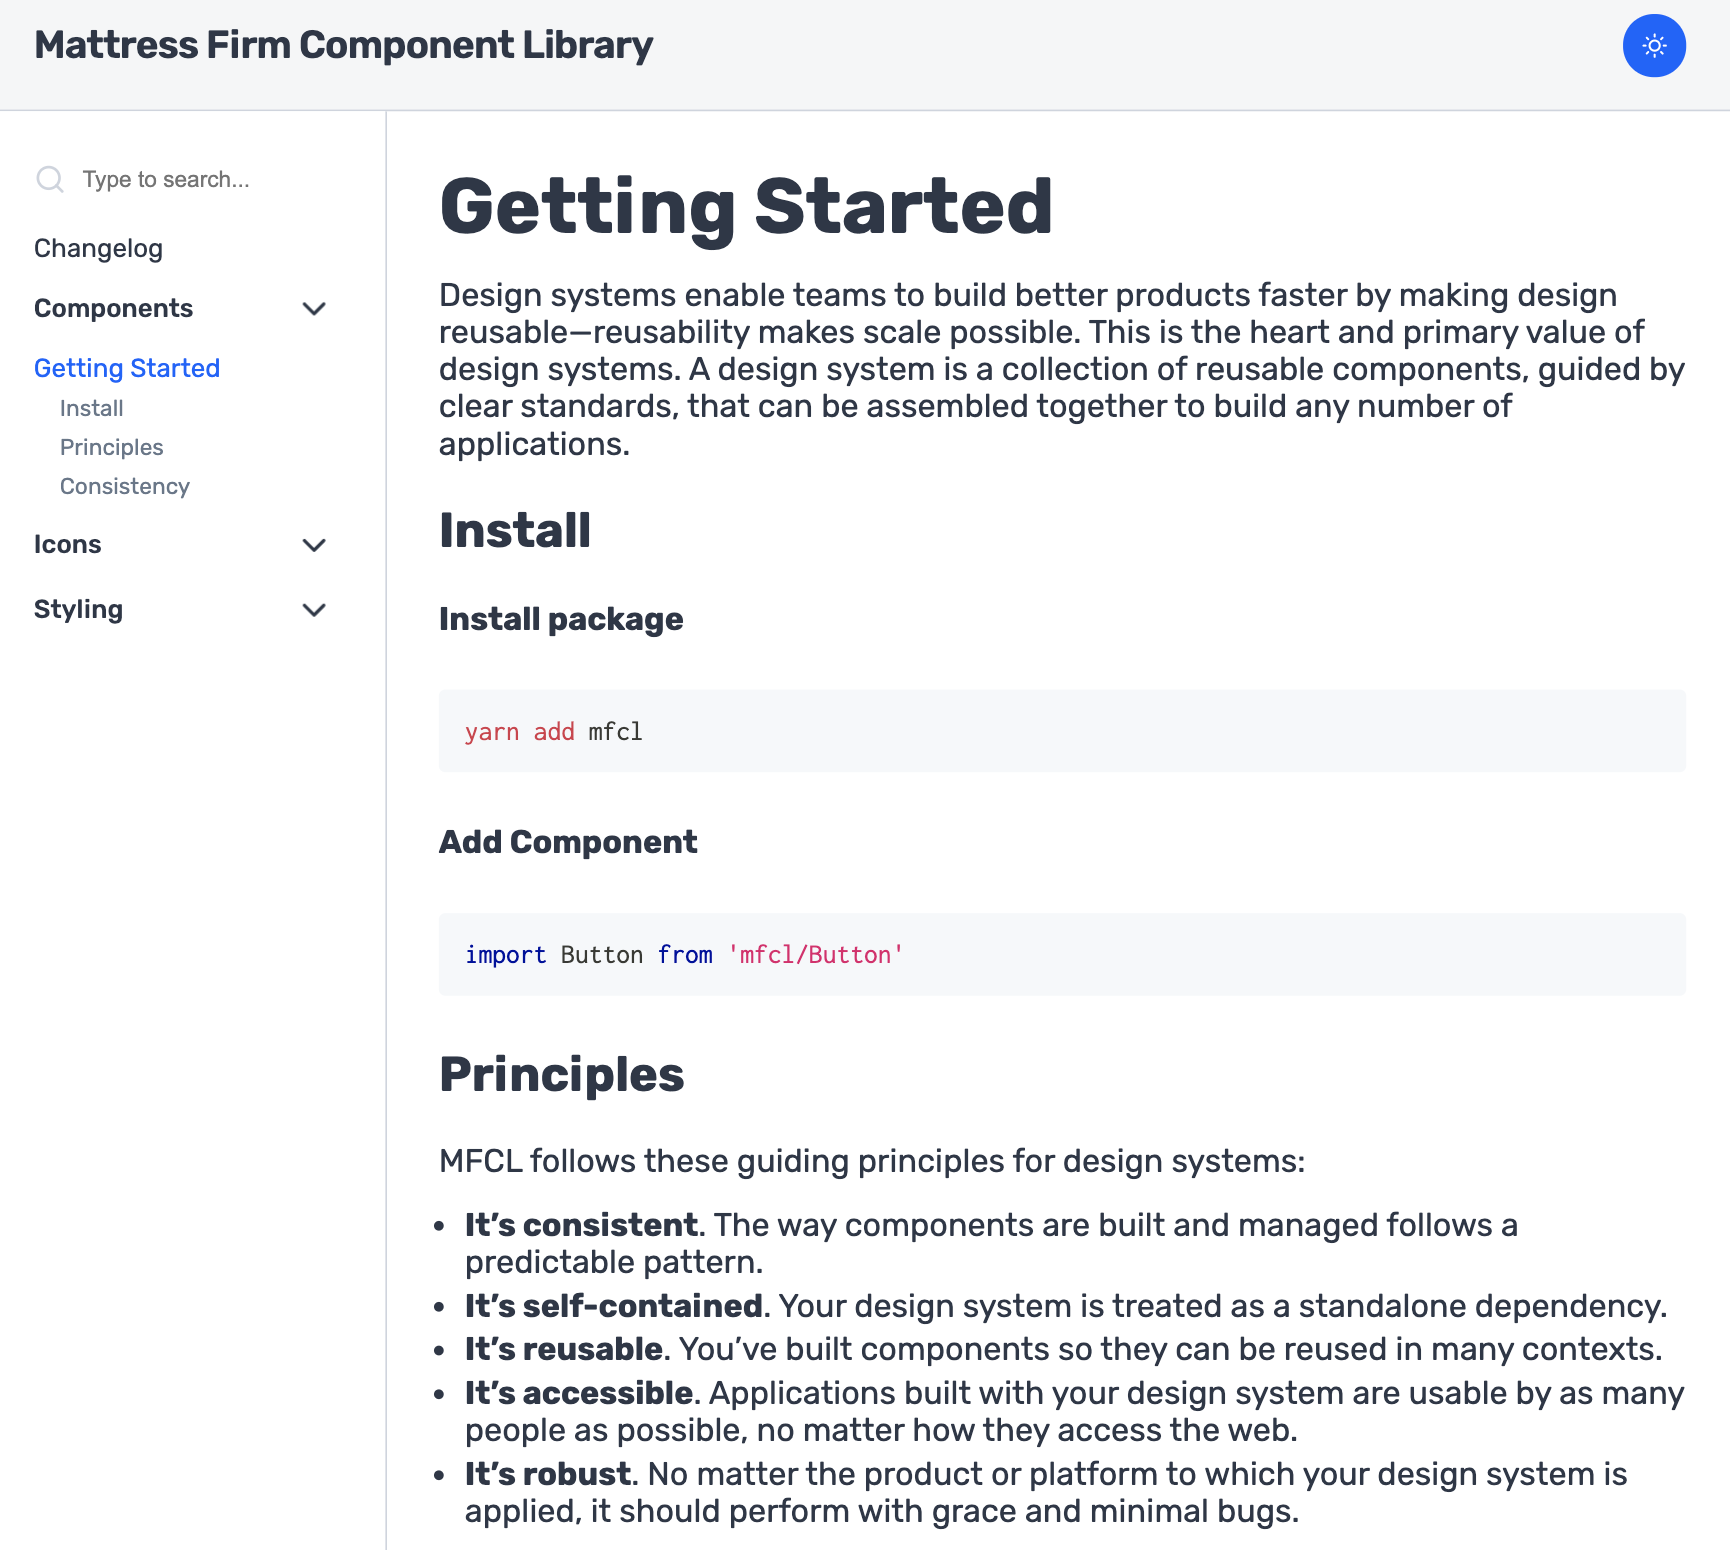 Mattress Firm Component Library
Type to search...
Changelog
Components
Getting Started
Install
Principles
Consistency
Icons
Styling
Getting Started
Design systems enable teams to build better products faster by making design
reusable—reusability makes scale possible. This is the heart and primary value of
design systems. A design system is a collection of reusable components, guided by
clear standards, that can be assembled together to build any number of
applications.
Install
Install package
yarn add mfcl
Add Component
import Button from 'mfcl/Button'
Principles
MFCL follows these guiding principles for design systems:
• It’s consistent. The way components are built and managed follows a
predictable pattern.
• It’s self-contained. Your design system is treated as a standalone dependency.
• It’s reusable. You’ve built components so they can be reused in many contexts.
• It’s accessible. Applications built with your design system are usable by as many
people as possible, no matter how they access the web.
• It’s robust. No matter the product or platform to which your design system is
applied, it should perform with grace and minimal bugs.